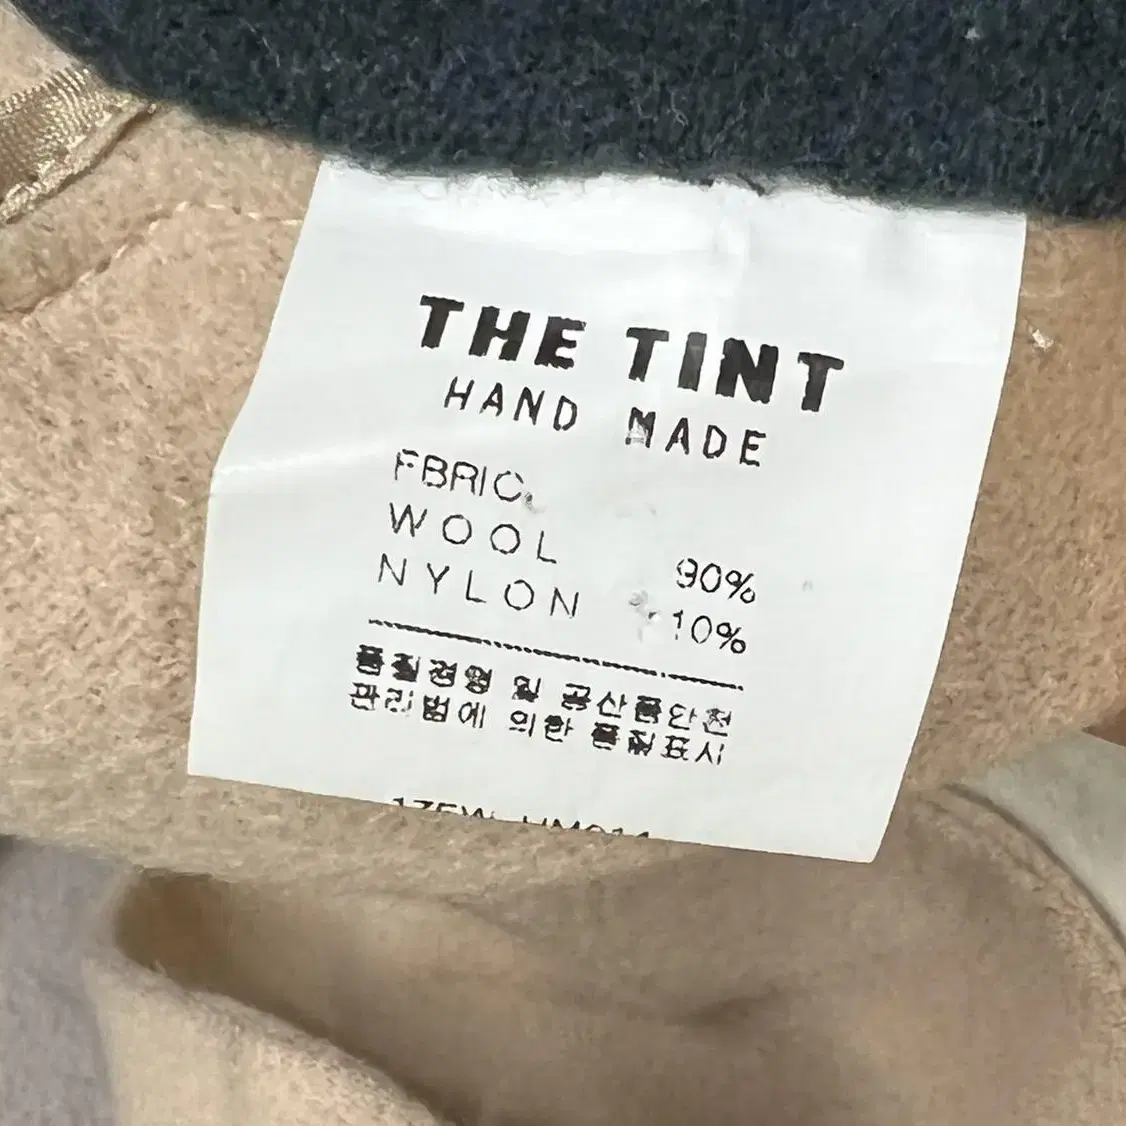 THE TINT
HAND MADE
FBRIC
WOOL 90%
NYLON 10%
품질경영 및 공산품안전
관리법에 의한 품질표시